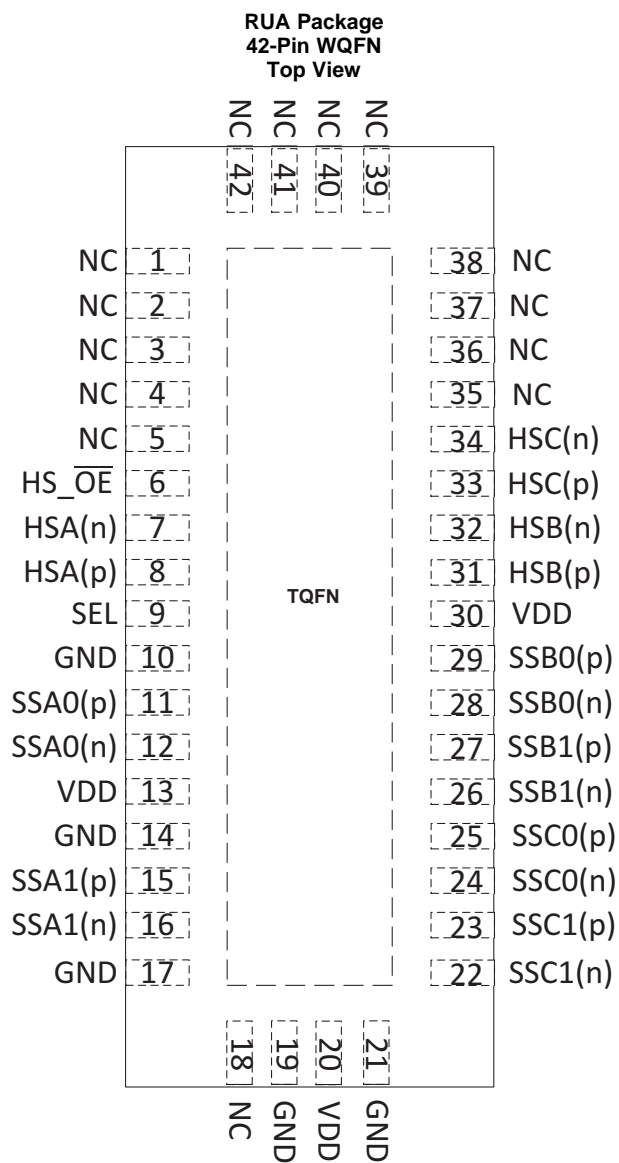 RUA Package
42-Pin WQFN
Top View
NC NC NC NC
42 41 40 39
NC 1 38 NC
NC 2 37 NC
NC 3 36 NC
NC 4 35 NC
NC 5 34 HSC(n)
HS_O̅E̅ 6 33 HSC(p)
HSA(n) 7 32 HSB(n)
HSA(p) 8 31 HSB(p)
SEL 9 TQFN 30 VDD
GND 10 29 SSB0(p)
SSA0(p) 11 28 SSB0(n)
SSA0(n) 12 27 SSB1(p)
VDD 13 26 SSB1(n)
GND 14 25 SSC0(p)
SSA1(p) 15 24 SSC0(n)
SSA1(n) 16 23 SSC1(p)
GND 17 22 SSC1(n)
18 19 20 21
NC GND VDD GND